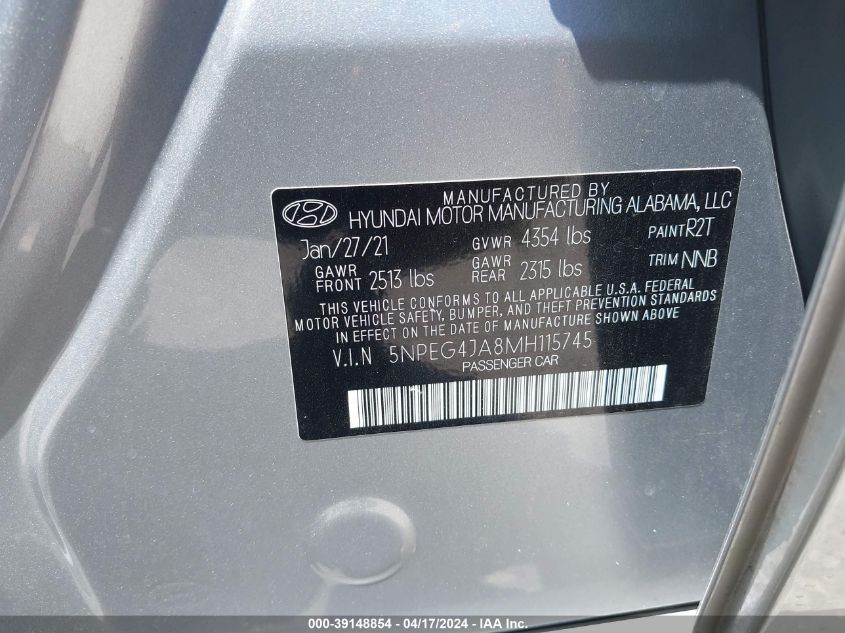 MANUFACTURED BY
HYUNDAI MOTOR MANUFACTURING ALABAMA, LLC
Jan/27/21 GVWR 4354 lbs PAINT R2T
GAWR FRONT 2513 lbs GAWR REAR 2315 lbs TRIM NNB
THIS VEHICLE CONFORMS TO ALL APPLICABLE U.S.A. FEDERAL
MOTOR VEHICLE SAFETY, BUMPER, AND THEFT PREVENTION STANDARDS
IN EFFECT ON THE DATE OF MANUFACTURE SHOWN ABOVE.
V.I.N 5NPEG4JA8MH115745
PASSENGER CAR
000-39148854 - 04/17/2024 - IAA Inc.